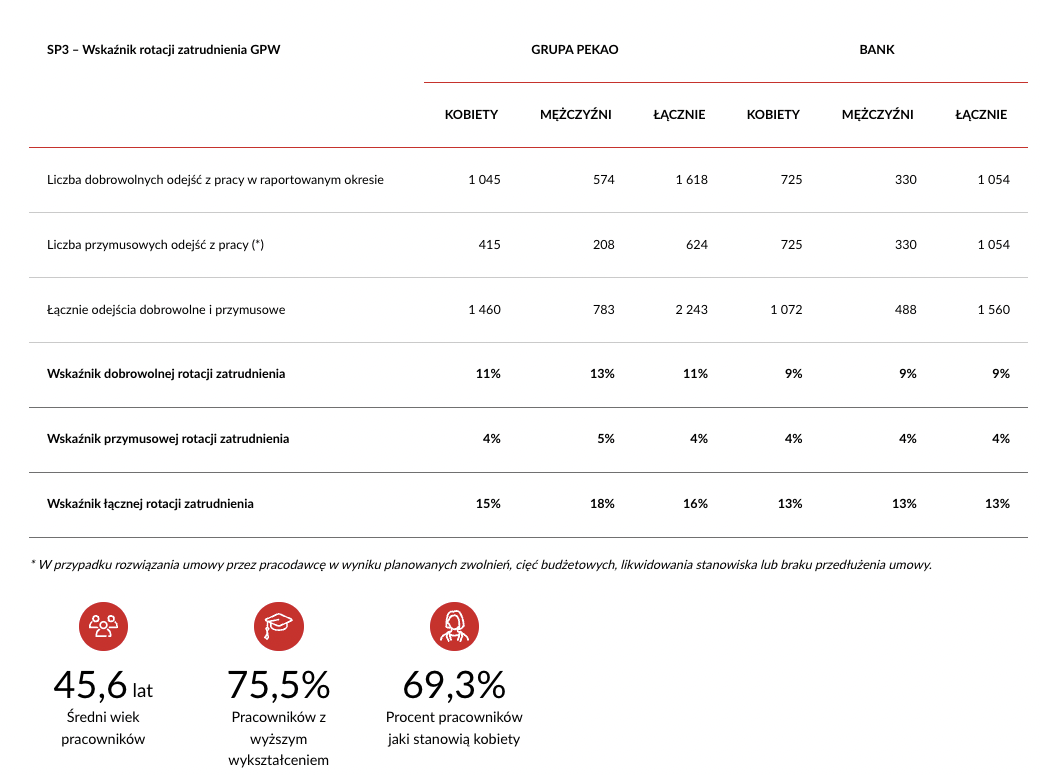 SP3 – Wskaźnik rotacji zatrudnienia GPW GRUPA PEKAO BANK
KOBIETY MĘŻCZYŹNI ŁĄCZNIE KOBIETY MĘŻCZYŹNI ŁĄCZNIE
Liczba dobrowolnych odejść z pracy w raportowanym okresie 1 045 574 1 618 725 330 1 054
Liczba przymusowych odejść z pracy (*) 415 208 624 725 330 1 054
Łącznie odejścia dobrowolne i przymusowe 1 460 783 2 243 1 072 488 1 560
Wskaźnik dobrowolnej rotacji zatrudnienia 11% 13% 11% 9% 9% 9%
Wskaźnik przymusowej rotacji zatrudnienia 4% 5% 4% 4% 4% 4%
Wskaźnik łącznej rotacji zatrudnienia 15% 18% 16% 13% 13% 13%
* W przypadku rozwiązania umowy przez pracodawcę w wyniku planowanych zwolnień, cięć budżetowych, likwidowania stanowiska lub braku przedłużenia umowy.
45,6 lat
Średni wiek
pracowników
75,5%
Pracowników z
wyższym
wykształceniem
69,3%
Procent pracowników
jaki stanowią kobiety